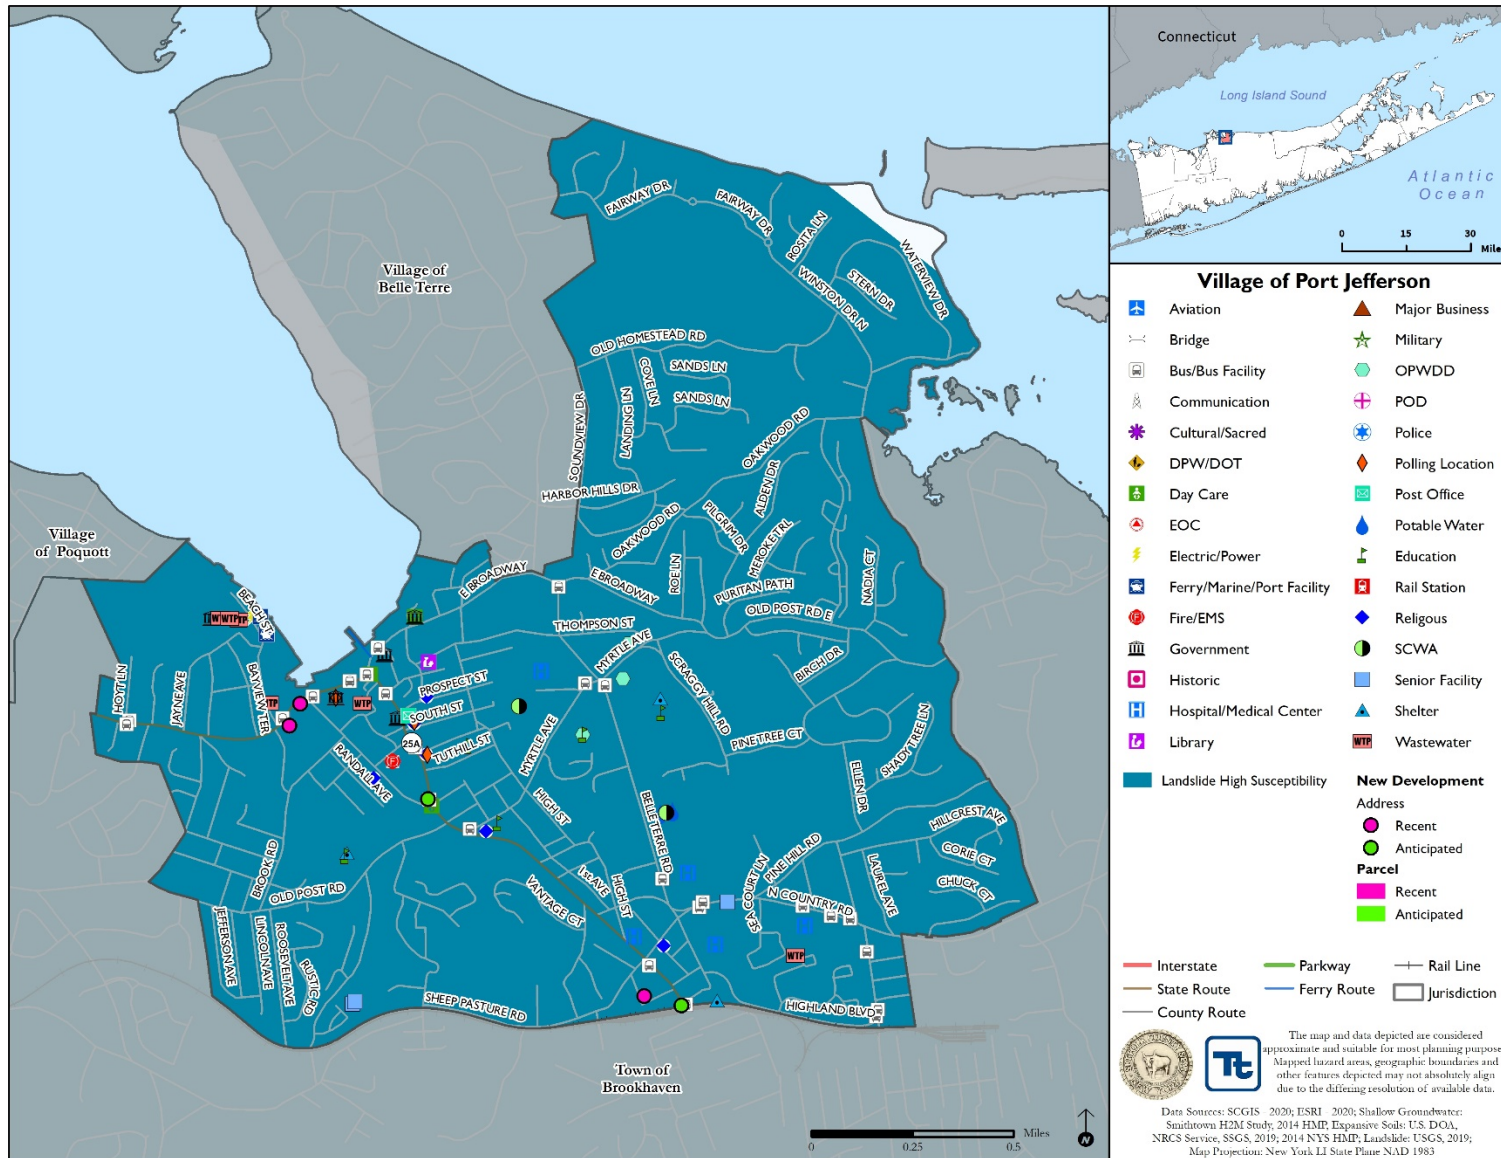 Village of
Belle Terre
Village
of Poquott
Town of
Brookhaven
FAIRWAY DR
FAIRWAY DR
ROSITA LN
WATERVIEW DR
STERN DR
WINSTON DR N
OLD HOMESTEAD RD
SANDS LN
COVE LN
SANDS LN
LANDING LN
SOUNDVIEW DR
OAKWOOD RD
ALDEN DR
HARBOR HILLS DR
PILGRIM DR
OAKWOOD RD
MEROKE TRL
NADIA CT
E BROADWAY
E BROADWAY
ROE LN
PURITAN PATH
OLD POST RD E
BEACH ST
THOMPSON ST
MYRTLE AVE
BIRCH DR
SCRAGGY HILL RD
HOYT LN
JAYNE AVE
BAYVIEW TER
PROSPECT ST
SOUTH ST
25A
TUTHILL ST
MYRTLE AVE
PINE TREE CT
SHADY TREE LN
RANDALL AVE
HIGH ST
BELLE TERRE RD
ELLEN DR
HILLCREST AVE
CORIE CT
CHUCK CT
PINE HILL RD
LAUREL AVE
BROOK RD
OLD POST RD
1st AVE
HIGH ST
VANTAGE CT
SEA COURT LN
N COUNTRY RD
JEFFERSON AVE
LINCOLN AVE
ROOSEVELT AVE
RUSTIC RD
SHEEP PASTURE RD
HIGHLAND BLVD
WTP
WTP
WTP
0 0.25 0.5
Miles
N
Connecticut
Long Island Sound
Atlantic
Ocean
0 15 30
Mile
Village of Port Jefferson
Aviation
Bridge
Bus/Bus Facility
Communication
Cultural/Sacred
DPW/DOT
Day Care
EOC
Electric/Power
Ferry/Marine/Port Facility
Fire/EMS
Government
Historic
Hospital/Medical Center
Library
Major Business
Military
OPWDD
POD
Police
Polling Location
Post Office
Potable Water
Education
Rail Station
Religous
SCWA
Senior Facility
Shelter
WTP Wastewater
Landslide High Susceptibility
New Development
Address
Recent
Anticipated
Parcel
Recent
Anticipated
Interstate
State Route
County Route
Parkway
Ferry Route
Rail Line
Jurisdiction
Tt
The map and data depicted are considered
approximate and suitable for most planning purpose
Mapped hazard areas, geographic boundaries and
other features depicted may not absolutely align
due to the differing resolution of available data.
Data Sources: SCGIS - 2020; ESRI - 2020; Shallow Groundwater:
Smithtown H2M Study, 2014 HMP, Expansive Soils: U.S. DOA,
NRCS Service, SSGS, 2019; 2014 NYS HMP; Landslide: USGS, 2019;
Map Projection: New York LI State Plane NAD 1983